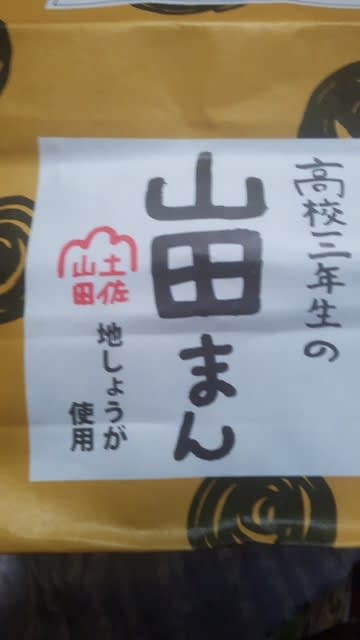 高校三年生の
山田まん
土佐
山田
地しょうが
使用